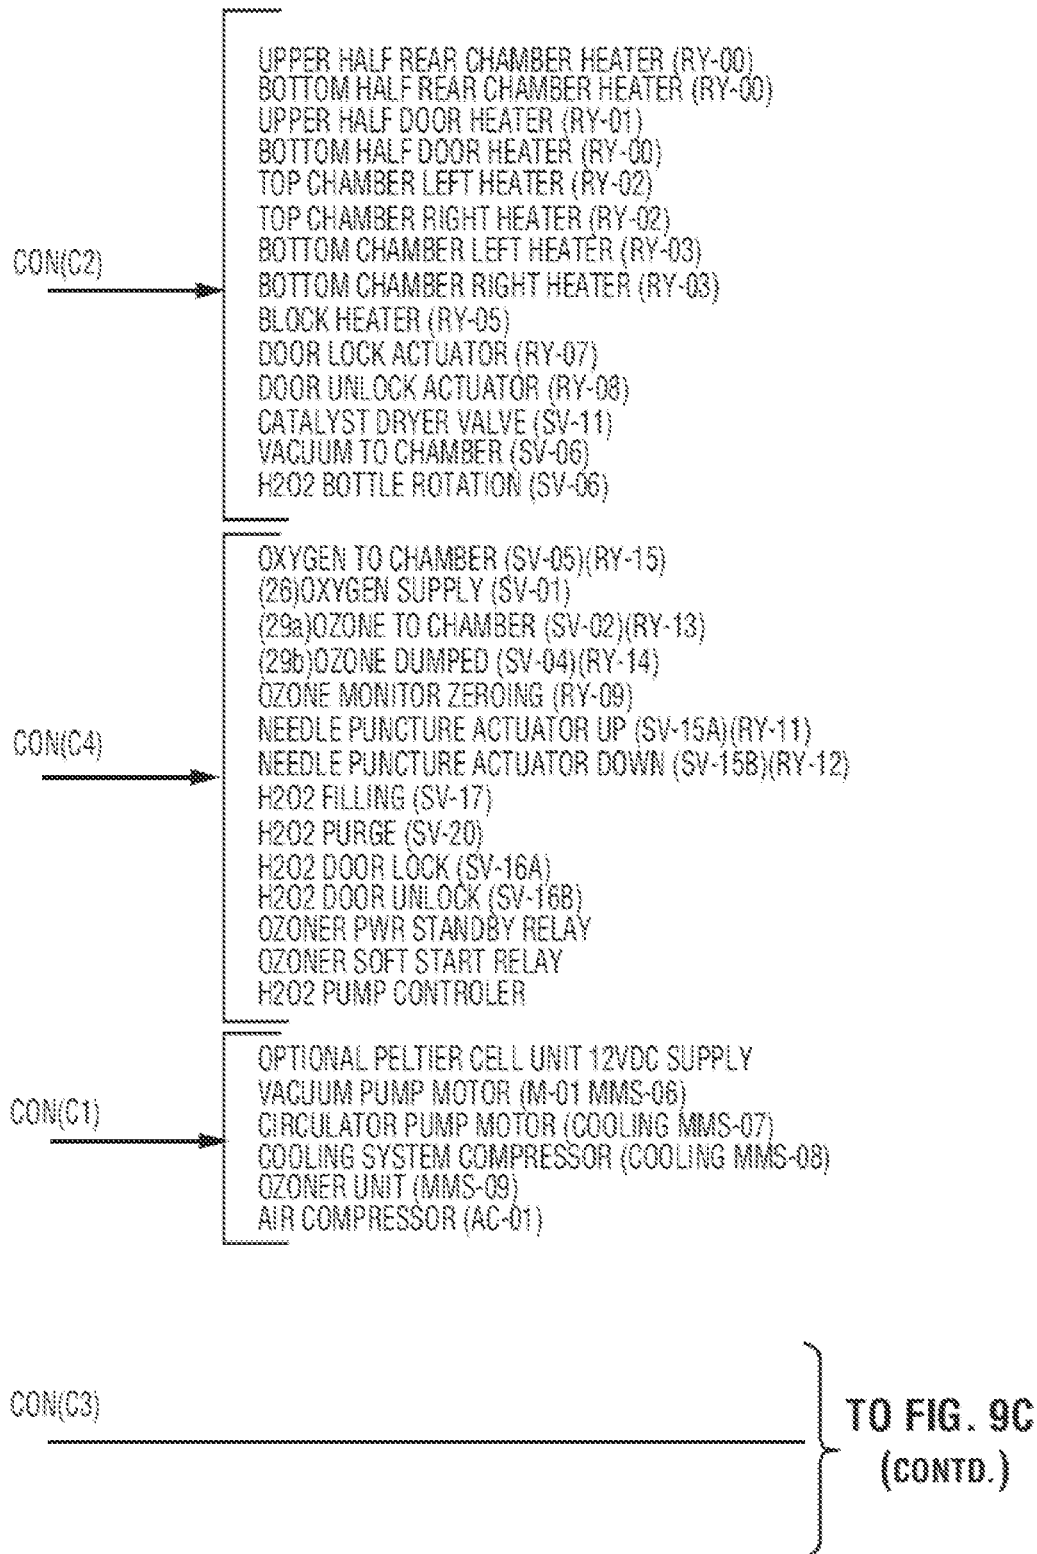 UPPER HALF REAR CHAMBER HEATER (RY-00)
BOTTOM HALF REAR CHAMBER HEATER (RY-00)
UPPER HALF DOOR HEATER (RY-01)
BOTTOM HALF DOOR HEATER (RY-00)
TOP CHAMBER LEFT HEATER (RY-02)
TOP CHAMBER RIGHT HEATER (RY-02)
BOTTOM CHAMBER LEFT HEATER (RY-03)
CON(C2)
BOTTOM CHAMBER RIGHT HEATER (RY-03)
BLOCK HEATER (RY-05)
DOOR LOCK ACTUATOR (RY-07)
DOOR UNLOCK ACTUATOR (RY-08)
CATALYST DRYER VALVE (SV-11)
VACUUM TO CHAMBER (SV-06)
H2O2 BOTTLE ROTATION (SV-06)
OXYGEN TO CHAMBER (SV-05)(RY-15)
(26)OXYGEN SUPPLY (SV-01)
(29a)OZONE TO CHAMBER (SV-02)(RY-13)
(29b)OZONE DUMPED (SV-04)(RY-14)
OZONE MONITOR ZEROING (RY-09)
NEEDLE PUNCTURE ACTUATOR UP (SV-15A)(RY-11)
CON(C4)
NEEDLE PUNCTURE ACTUATOR DOWN (SV-15B)(RY-12)
H2O2 FILLING (SV-17)
H2O2 PURGE (SV-20)
H2O2 DOOR LOCK (SV-16A)
H2O2 DOOR UNLOCK (SV-16B)
OZONER PWR STANDBY RELAY
OZONER SOFT START RELAY
H2O2 PUMP CONTROLER
OPTIONAL PELTIER CELL UNIT 12VDC SUPPLY
VACUUM PUMP MOTOR (M-01 MMS-06)
CON(C1)
CIRCULATOR PUMP MOTOR (COOLING MMS-07)
COOLING SYSTEM COMPRESSOR (COOLING MMS-08)
OZONER UNIT (MMS-09)
AIR COMPRESSOR (AC-01)
CON(C3)
TO FIG. 9C
(CONTD.)